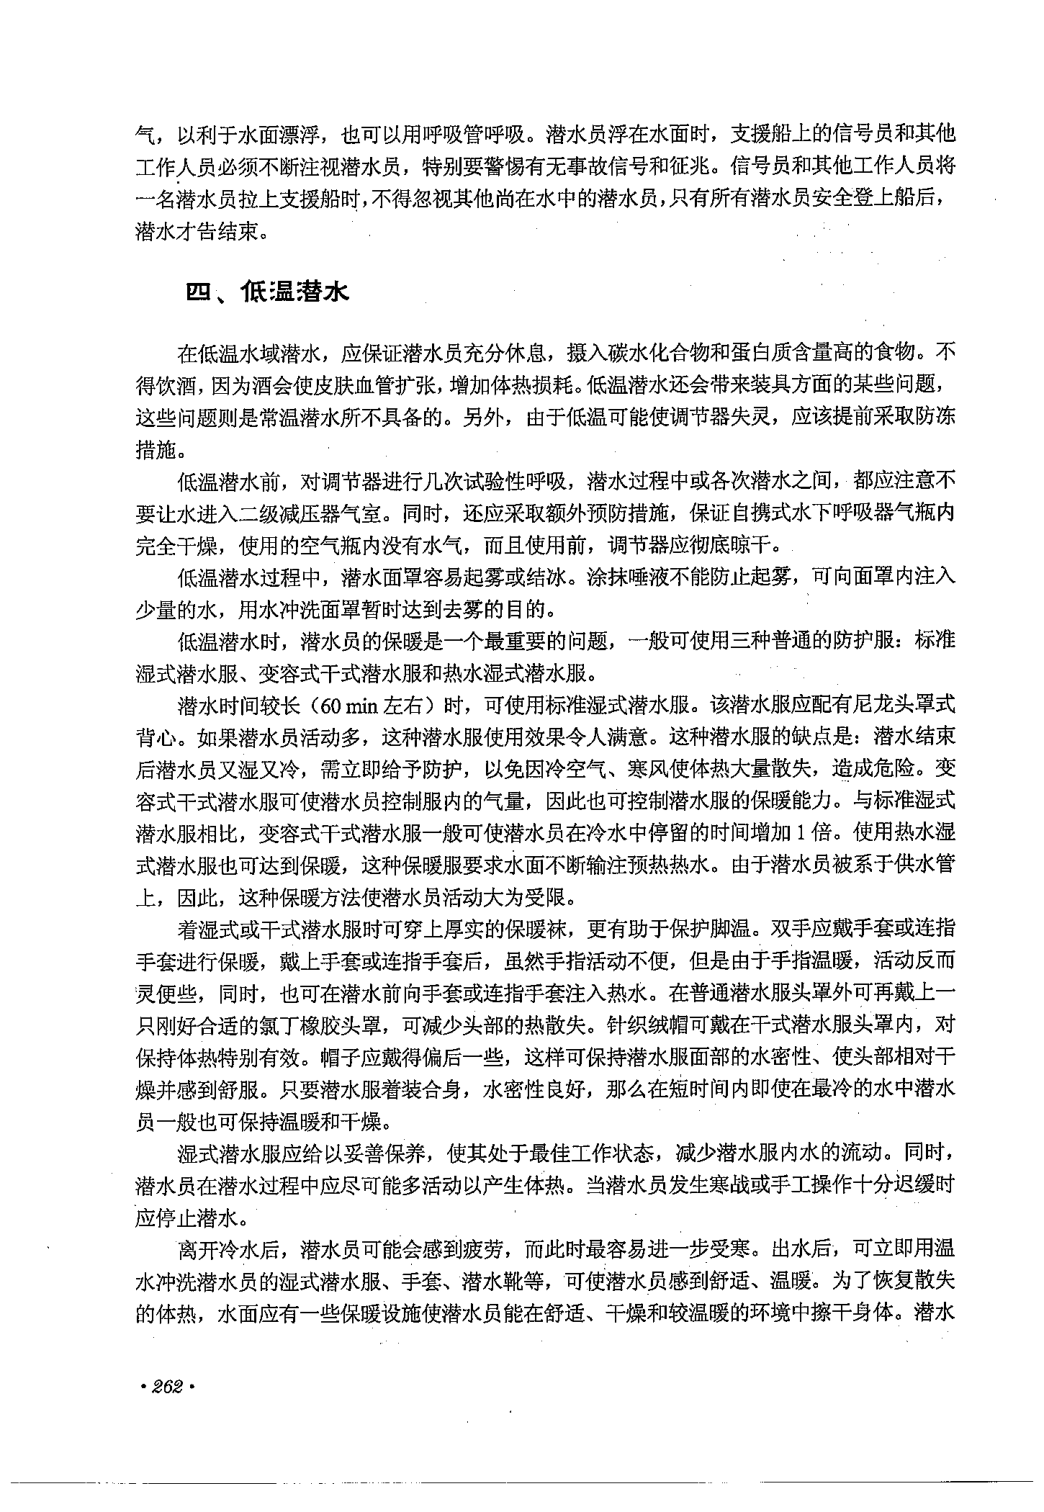 气，以利于水面漂浮，也可以用呼吸管呼吸。潜水员浮在水面时，支援船上的信号员和其他
工作人员必须不断注视潜水员，特别要警惕有无事故信号和征兆。信号员和其他工作人员将
一名潜水员拉上支援船时，不得忽视其他尚在水中的潜水员，只有所有潜水员安全登上船后，
潜水才告结束。
四、低温潜水
在低温水域潜水，应保证潜水员充分休息，摄入碳水化合物和蛋白质含量高的食物。不
得饮酒，因为酒会使皮肤血管扩张，增加体热损耗。低温潜水还会带来装具方面的某些问题，
这些问题则是常温潜水所不具备的。另外，由于低温可能使调节器失灵，应该提前采取防冻
措施。
低温潜水前，对调节器进行几次试验性呼吸，潜水过程中或各次潜水之间，都应注意不
要让水进入二级减压器气室。同时，还应采取额外预防措施，保证自携式水下呼吸器气瓶内
完全干燥，使用的空气瓶内没有水气，而且使用前，调节器应彻底晾干。
低温潜水过程中，潜水面罩容易起雾或结冰。涂抹唾液不能防止起雾，可向面罩内注入
少量的水，用水冲洗面罩暂时达到去雾的目的。
低温潜水时，潜水员的保暖是一个最重要的问题，一般可使用三种普通的防护服：标准
湿式潜水服、变容式干式潜水服和热水湿式潜水服。
潜水时间较长（60 min 左右）时，可使用标准湿式潜水服。该潜水服应配有尼龙头罩式
背心。如果潜水员活动多，这种潜水服使用效果令人满意。这种潜水服的缺点是：潜水结束
后潜水员又湿又冷，需立即给予防护，以免因冷空气、寒风使体热大量散失，造成危险。变
容式干式潜水服可使潜水员控制服内的气量，因此也可控制潜水服的保暖能力。与标准湿式
潜水服相比，变容式干式潜水服一般可使潜水员在冷水中停留的时间增加 1 倍。使用热水湿
式潜水服也可达到保暖，这种保暖服要求水面不断输注预热热水。由于潜水员被系于供水管
上，因此，这种保暖方法使潜水员活动大为受限。
着湿式或干式潜水服时可穿上厚实的保暖袜，更有助于保护脚温。双手应戴手套或连指
手套进行保暖，戴上手套或连指手套后，虽然手指活动不便，但是由于手指温暖，活动反而
灵便些，同时，也可在潜水前向手套或连指手套注入热水。在普通潜水服头罩外可再戴上一
只刚好合适的氯丁橡胶头罩，可减少头部的热散失。针织绒帽可戴在干式潜水服头罩内，对
保持体热特别有效。帽子应戴得偏后一些，这样可保持潜水服面部的水密性、使头部相对干
燥并感到舒服。只要潜水服着装合身，水密性良好，那么在短时间内即使在最冷的水中潜水
员一般也可保持温暖和干燥。
湿式潜水服应给以妥善保养，使其处于最佳工作状态，减少潜水服内水的流动。同时，
潜水员在潜水过程中应尽可能多活动以产生体热。当潜水员发生寒战或手工操作十分迟缓时
应停止潜水。
离开冷水后，潜水员可能会感到疲劳，而此时最容易进一步受寒。出水后，可立即用温
水冲洗潜水员的湿式潜水服、手套、潜水靴等，可使潜水员感到舒适、温暖。为了恢复散失
的体热，水面应有一些保暖设施使潜水员能在舒适、干燥和较温暖的环境中擦干身体。潜水
·262·